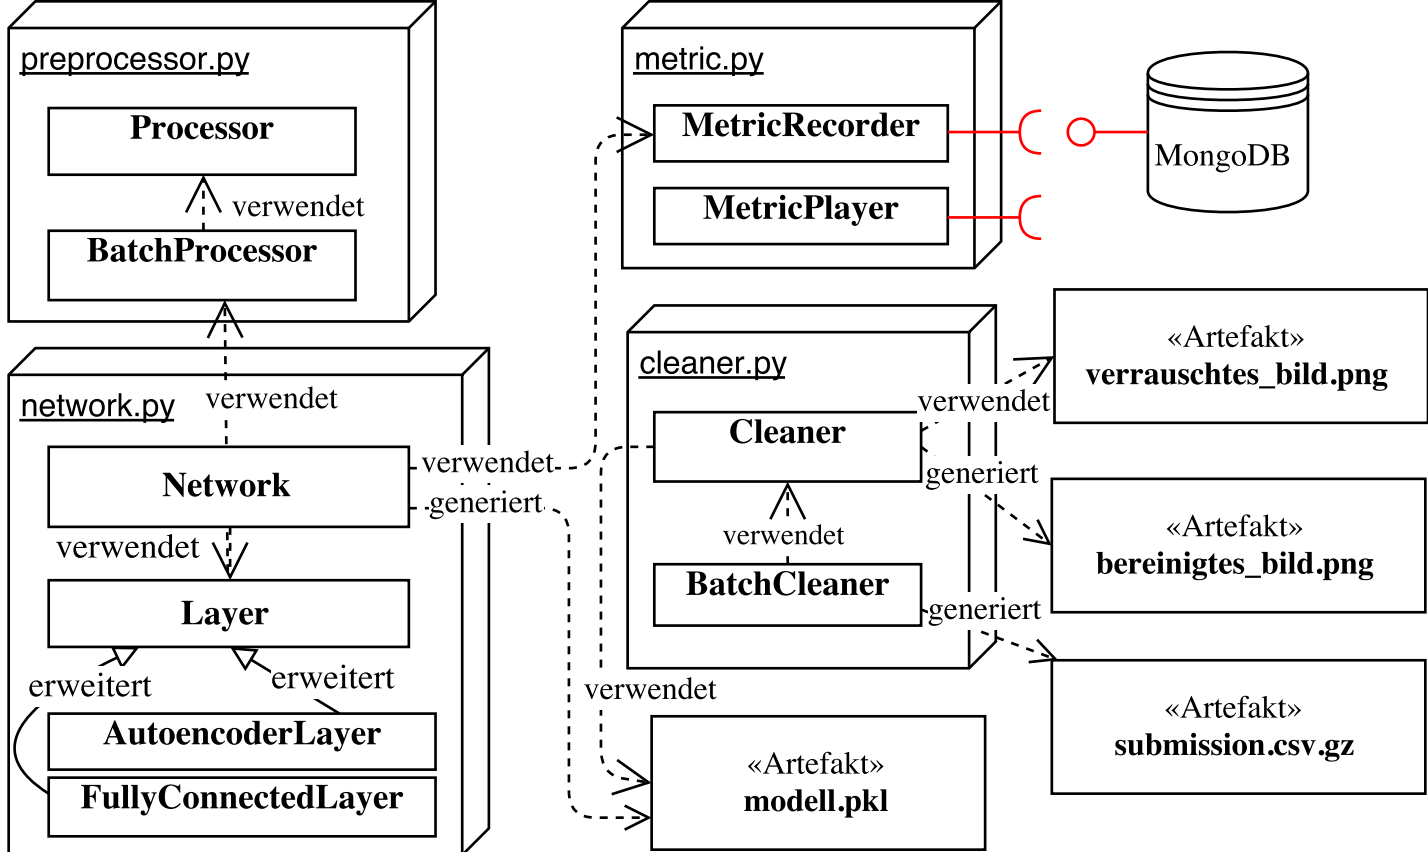 preprocessor.py
Processor
verwendet
BatchProcessor
verwendet
network.py
Network
verwendet
Layer
erweitert
erweitert
AutoencoderLayer
FullyConnectedLayer
verwendet
generiert
metric.py
MetricRecorder
MetricPlayer
MongoDB
cleaner.py
Cleaner
verwendet
BatchCleaner
verwendet
generiert
generiert
verwendet
«Artefakt»
verrauschtes_bild.png
«Artefakt»
bereinigtes_bild.png
«Artefakt»
submission.csv.gz
«Artefakt»
modell.pkl